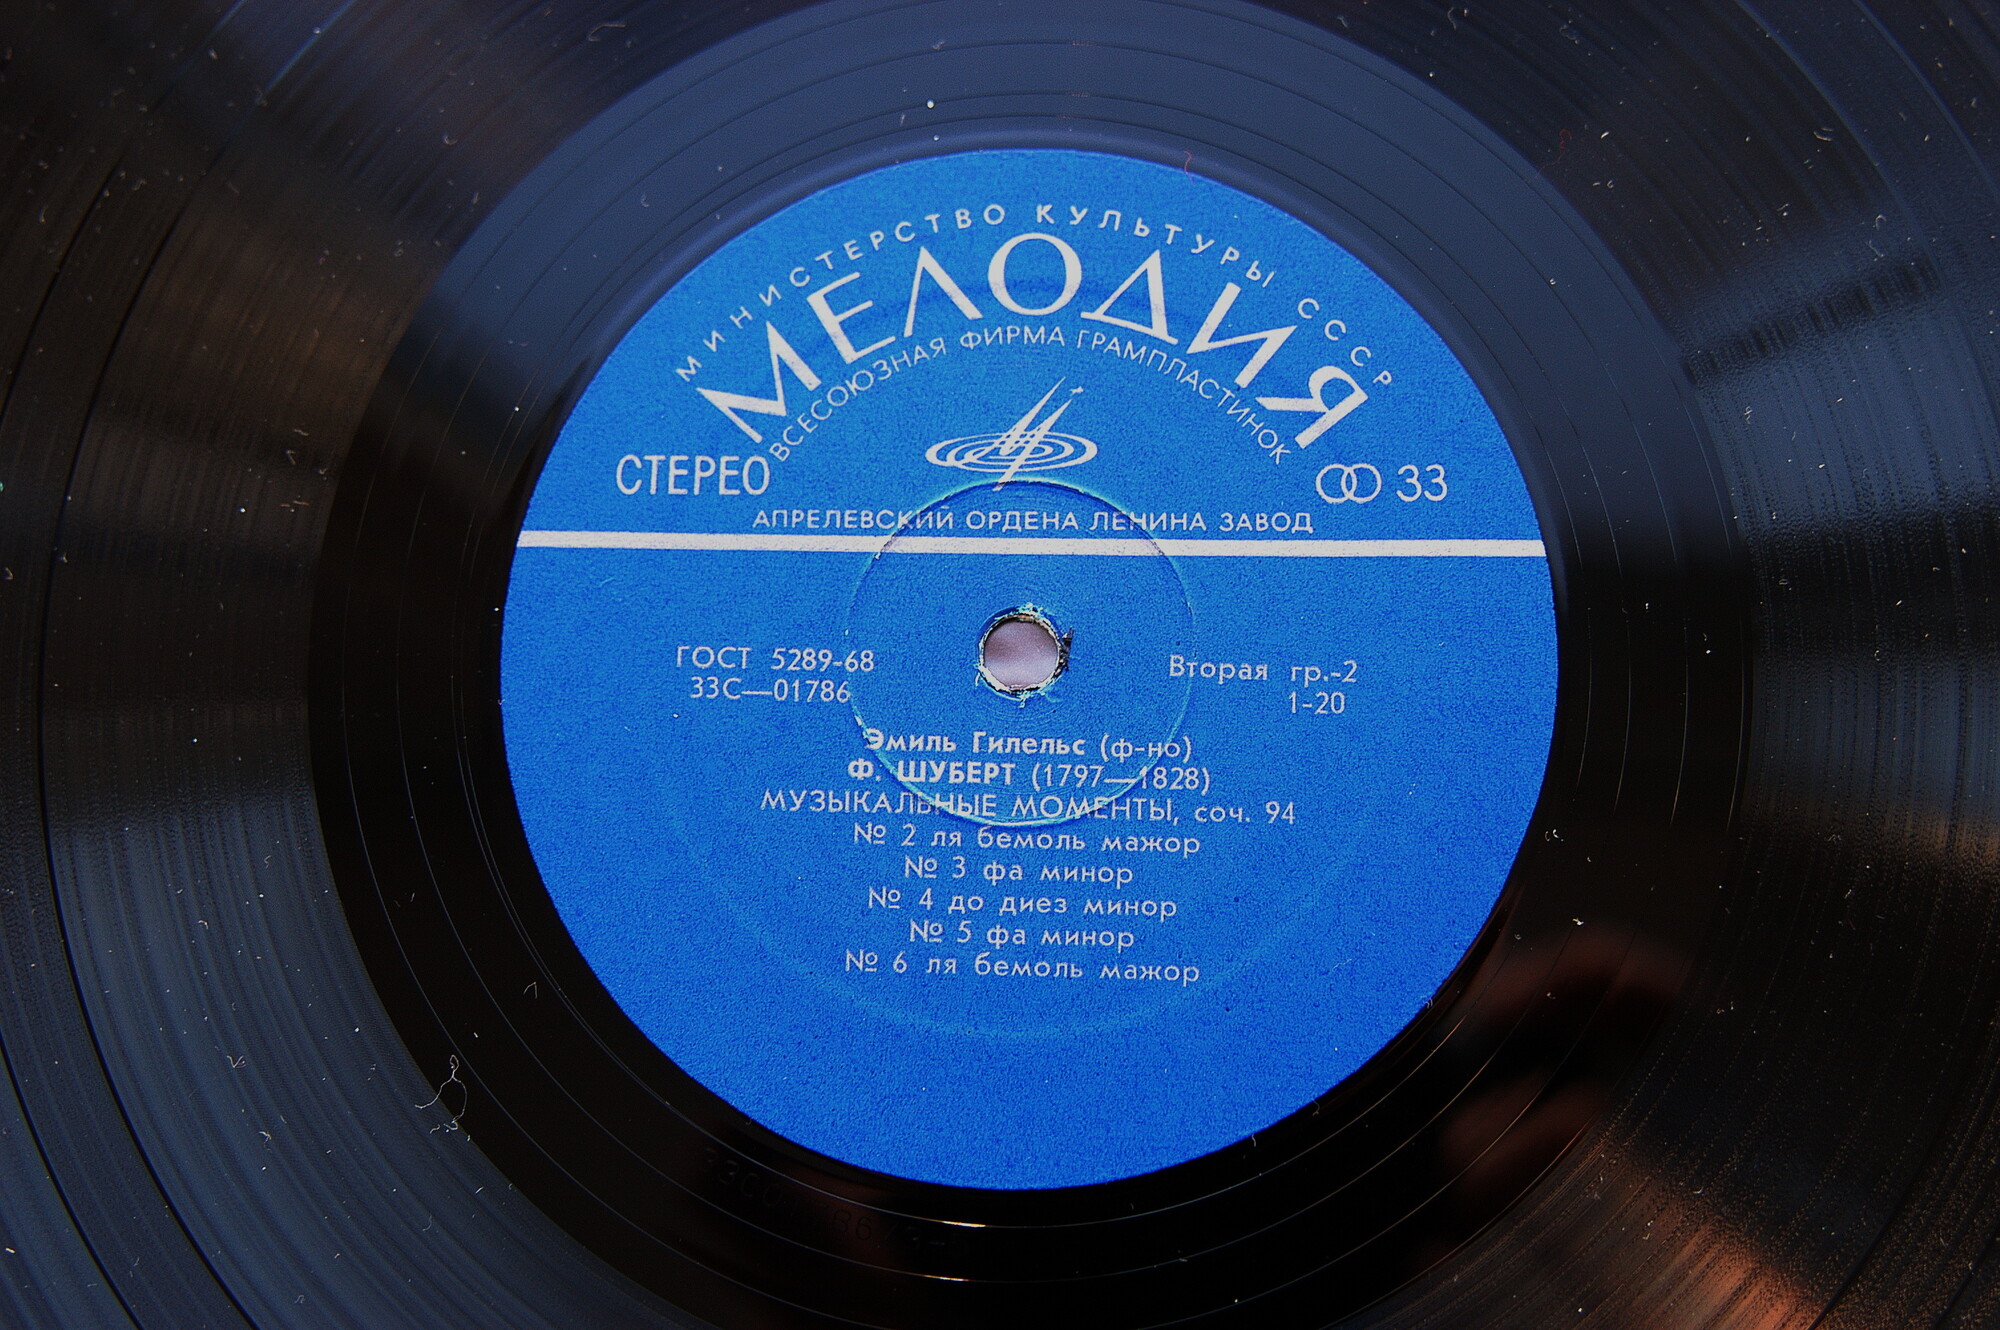 МИНИСТЕРСТВО КУЛЬТУРЫ СССР
МЕЛОДИЯ
ВСЕСОЮЗНАЯ ФИРМА ГРАМПЛАСТИНОК
СТЕРЕО
33
АПРЕЛЕВСКИЙ ОРДЕНА ЛЕНИНА ЗАВОД
ГОСТ 5289-68
33С—01786
Вторая гр.-2
1-20
Эмиль Гилельс (ф-но)
Ф. ШУБЕРТ (1797—1828)
МУЗЫКАЛЬНЫЕ МОМЕНТЫ, соч. 94
№ 2 ля бемоль мажор
№ 3 фа минор
№ 4 до диез минор
№ 5 фа минор
№ 6 ля бемоль мажор